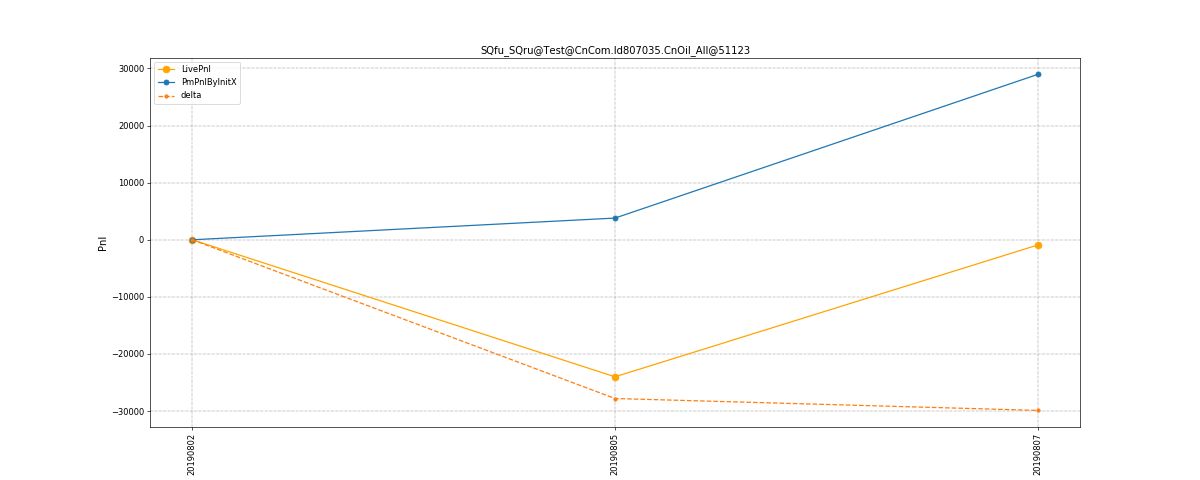 SQfu_SQru@Test@CnCom.Id807035.CnOil_All@51123
LivePnl
PmPnlByInitX
delta
30000
20000
10000
0
−10000
−20000
−30000
Pnl
20190802
20190805
20190807